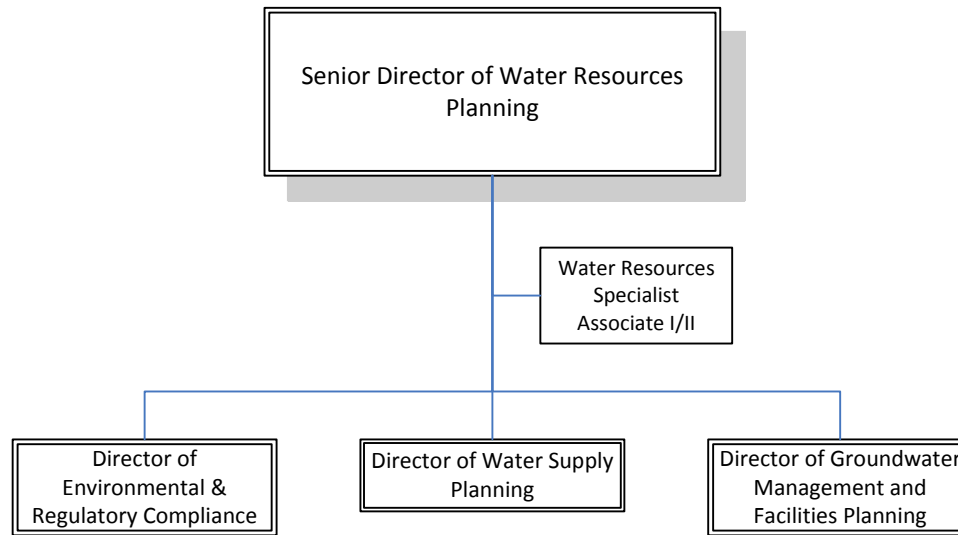 Senior Director of Water Resources
Planning
Water Resources
Specialist
Associate I/II
Director of
Environmental &
Regulatory Compliance
Director of Water Supply
Planning
Director of Groundwater
Management and
Facilities Planning